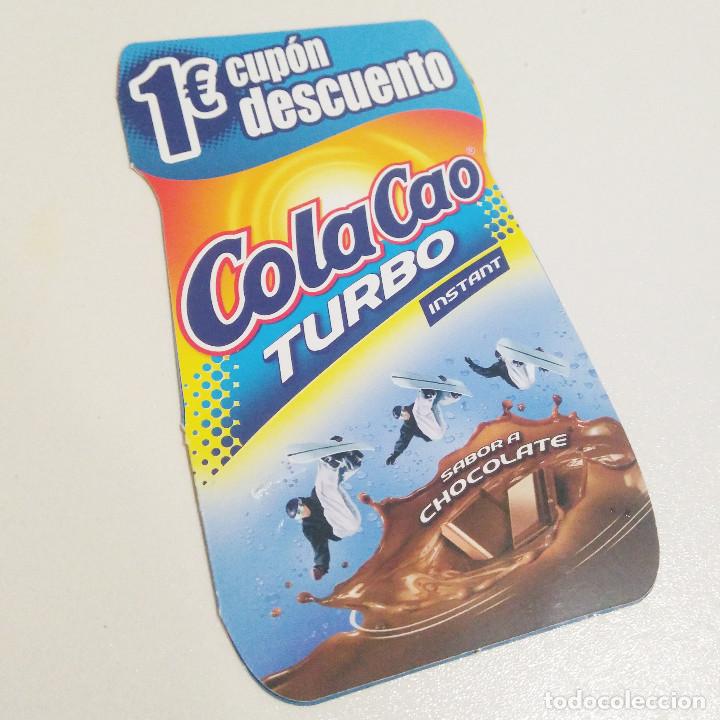 1€ cupón
descuento
ColaCao®
TURBO
INSTANT
SABOR A
CHOCOLATE
todocoleccion